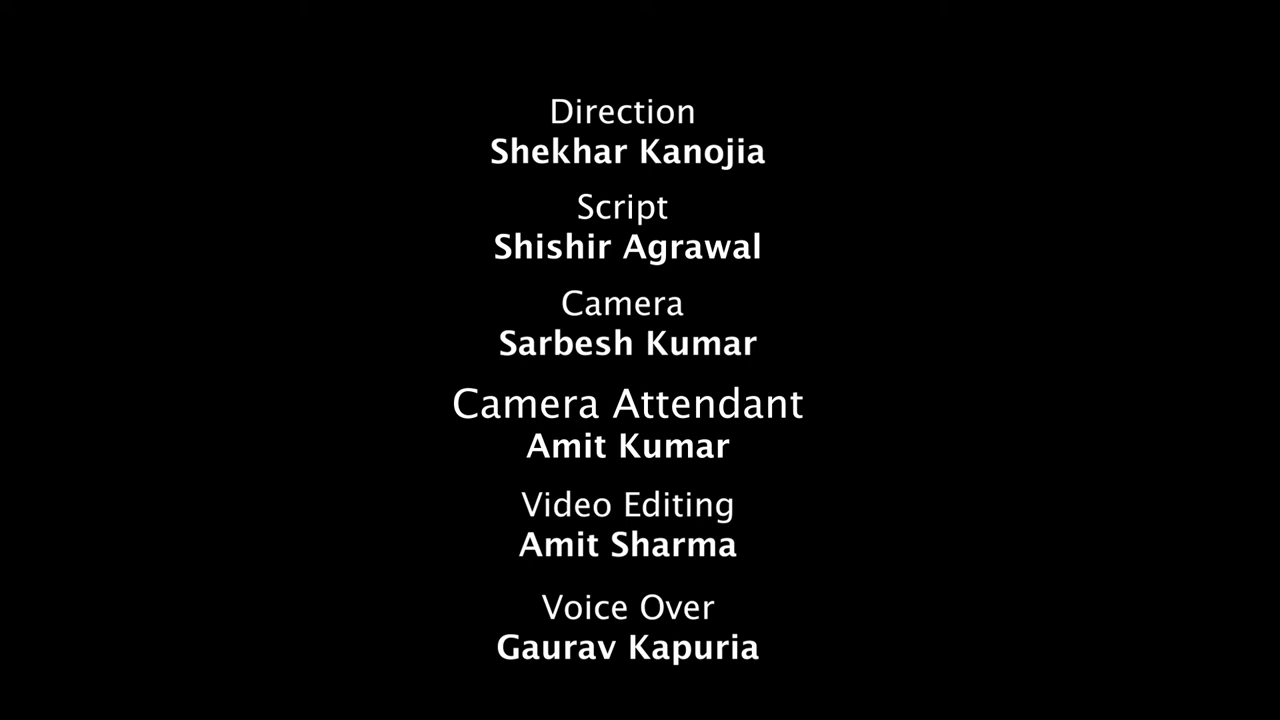 Direction
Shekhar Kanojia
Script
Shishir Agrawal
Camera
Sarbesh Kumar
Camera Attendant
Amit Kumar
Video Editing
Amit Sharma
Voice Over
Gaurav Kapuria